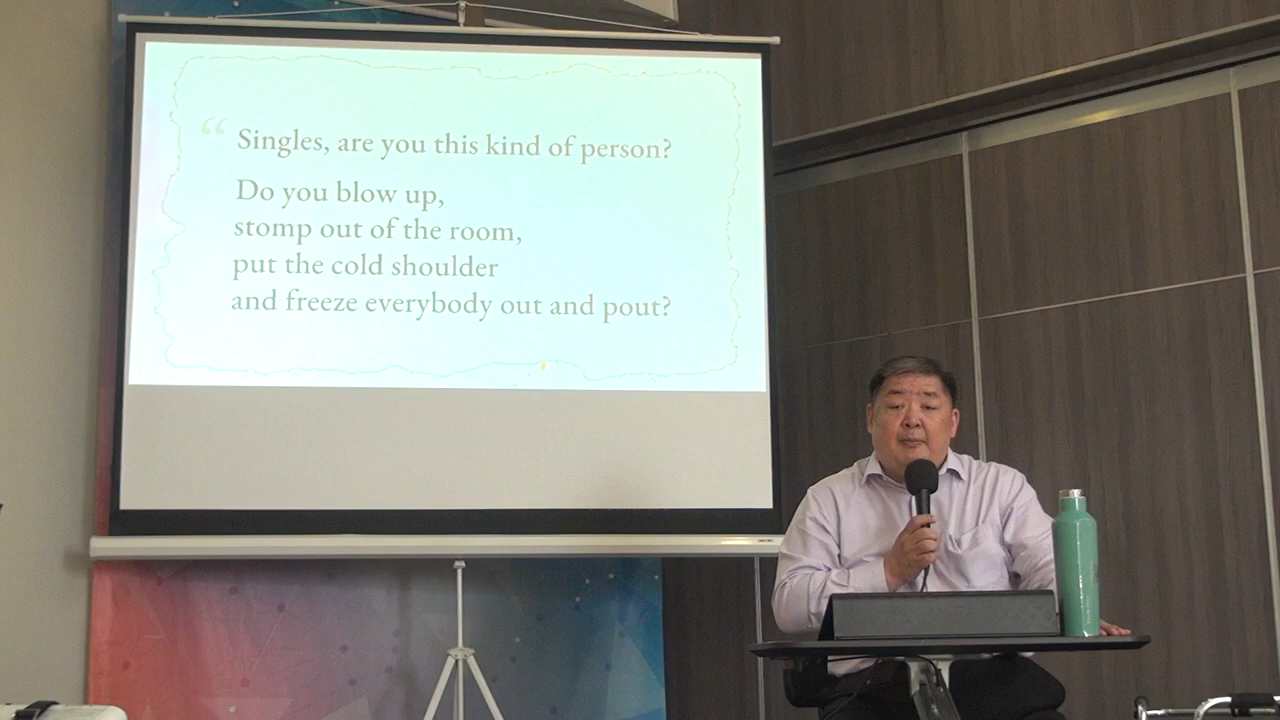 “ Singles, are you this kind of person?
Do you blow up,
stomp out of the room,
put the cold shoulder
and freeze everybody out and pout?